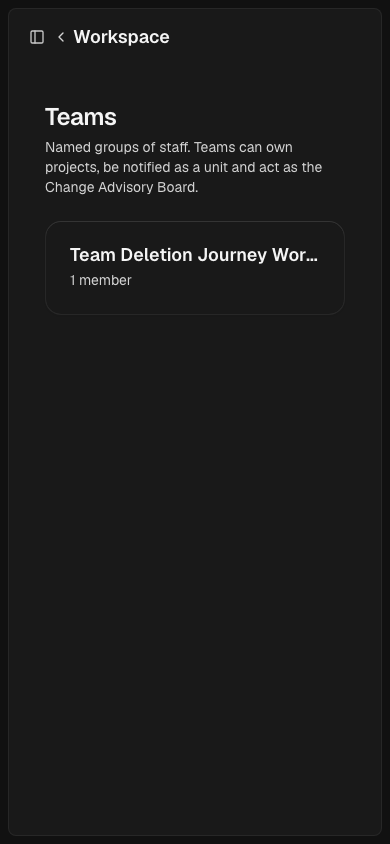 Workspace
Teams
Named groups of staff. Teams can own
projects, be notified as a unit and act as the
Change Advisory Board.
Team Deletion Journey Wor...
1 member